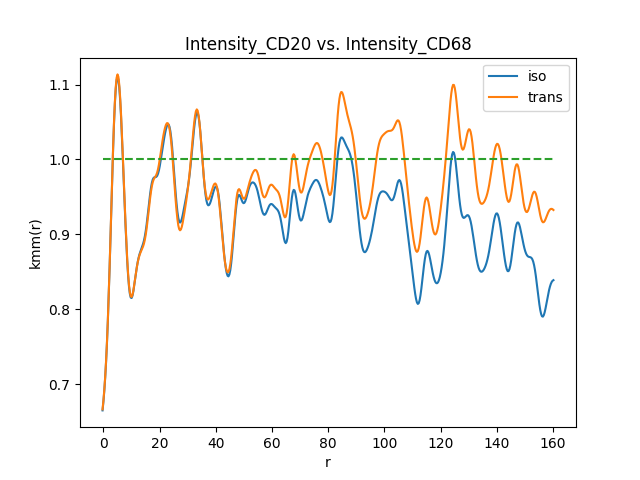 Intensity_CD20 vs. Intensity_CD68
iso
trans
kmm(r)
1.1
1.0
0.9
0.8
0.7
0 20 40 60 80 100 120 140 160
r